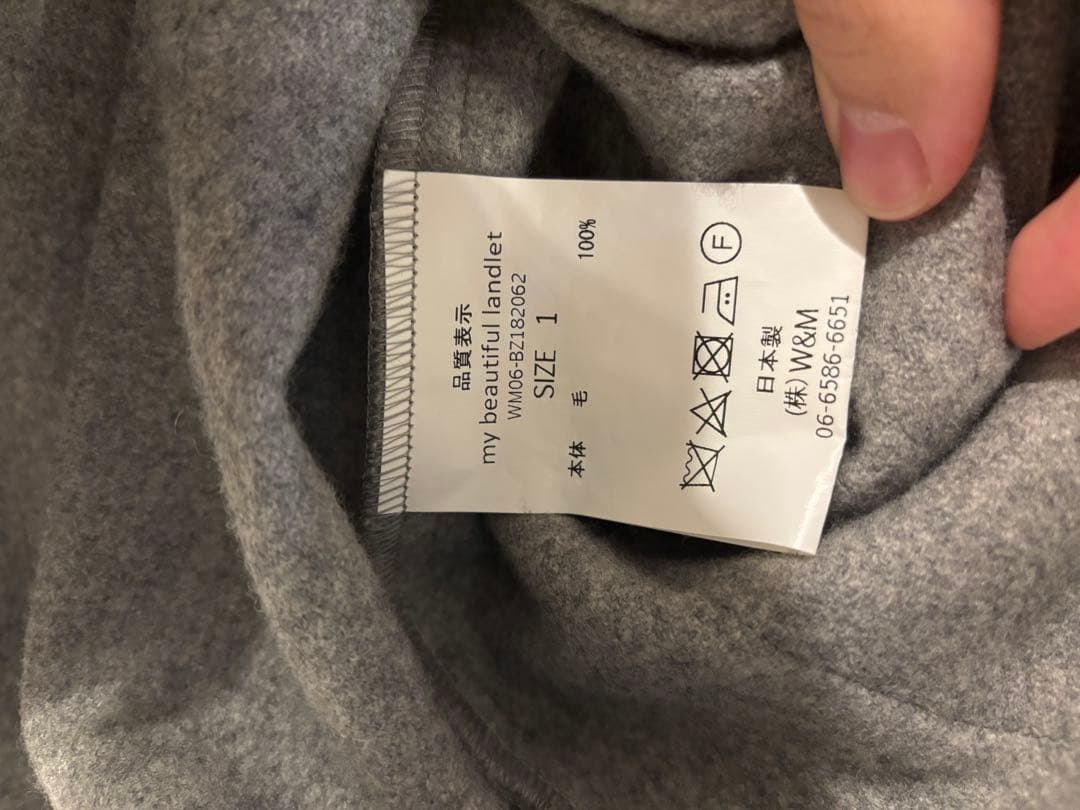 品質表示
my beautiful landlet
WM06-BZ182062
SIZE 1
本体 毛 100%
F
日本製
(株)W&M
06-6586-6651